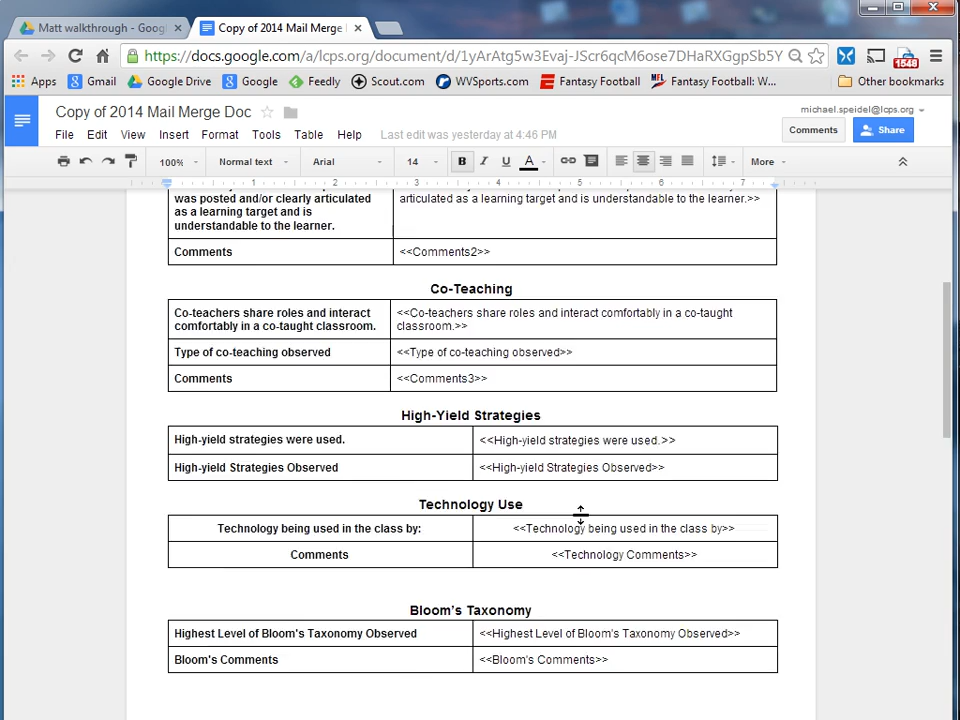 Matt walkthrough - Googl
Copy of 2014 Mail Merge
https://docs.google.com/a/lcps.org/document/d/1yArAtg5w3Evaj-JScr6qcM6ose7DHaRXGgpSb5Y
1548
Apps Gmail Google Drive Google Feedly Scout.com WVSports.com Fantasy Football Fantasy Football: W... Other bookmarks
Copy of 2014 Mail Merge Doc
michael.speidel@lcps.org
File Edit View Insert Format Tools Table Help Last edit was yesterday at 4:46 PM
Comments Share
100% Normal text Arial 14 B I U A More
1 2 3 4 5 6 7
was posted and/or clearly articulated
as a learning target and is
understandable to the learner.
articulated as a learning target and is understandable to the learner.>>
Comments <<Comments2>>
Co-Teaching
Co-teachers share roles and interact
comfortably in a co-taught classroom.
<<Co-teachers share roles and interact comfortably in a co-taught
classroom.>>
Type of co-teaching observed <<Type of co-teaching observed>>
Comments <<Comments3>>
High-Yield Strategies
High-yield strategies were used. <<High-yield strategies were used.>>
High-yield Strategies Observed <<High-yield Strategies Observed>>
Technology Use
Technology being used in the class by: <<Technology being used in the class by>>
Comments <<Technology Comments>>
Bloom's Taxonomy
Highest Level of Bloom's Taxonomy Observed <<Highest Level of Bloom's Taxonomy Observed>>
Bloom's Comments <<Bloom's Comments>>